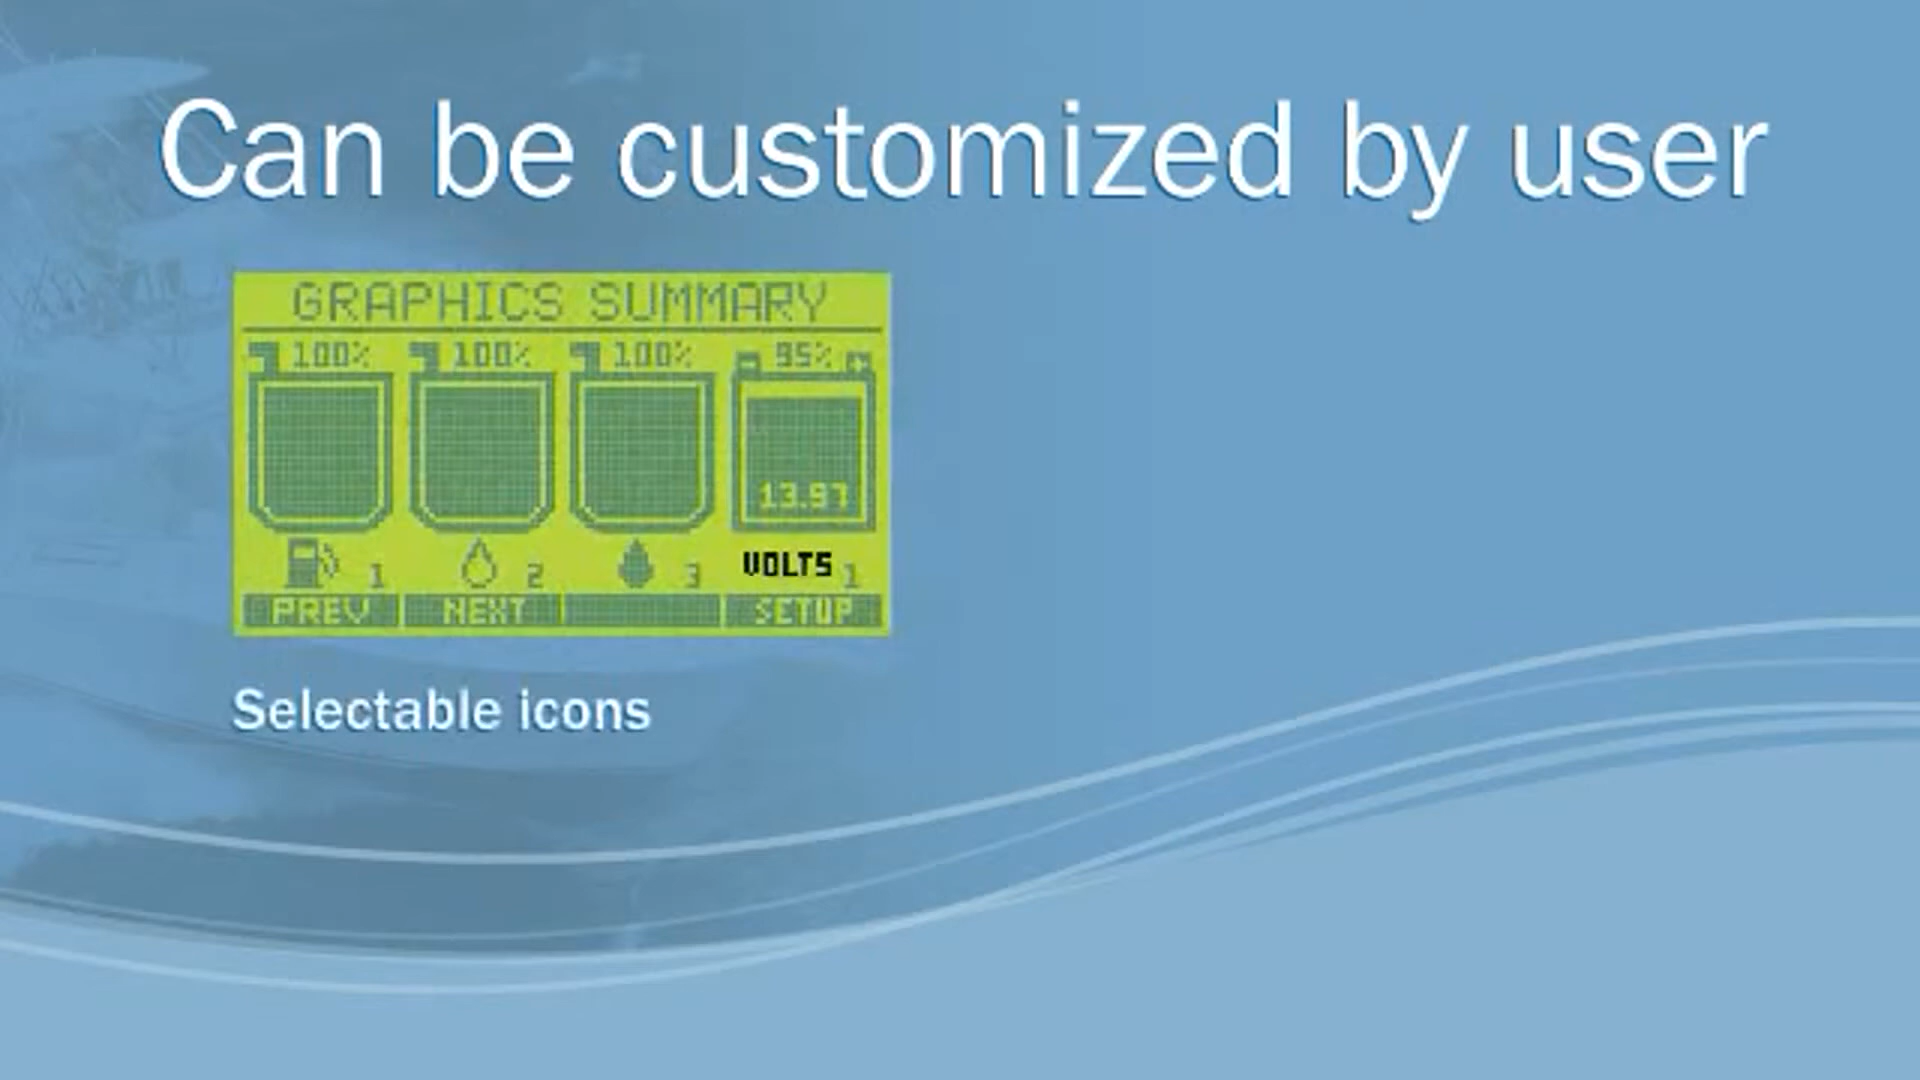 Can be customized by user
GRAPHICS SUMMARY
100% 100% 100% 95%
13.97
1 2 3 VOLTS 1
PREV NEXT SETUP
Selectable icons